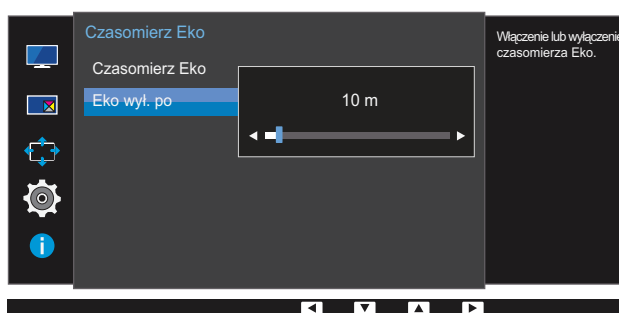 Czasomierz Eko
Czasomierz Eko
Eko wył. po
10 m
Włączenie lub wyłączenie
czasomierza Eko.